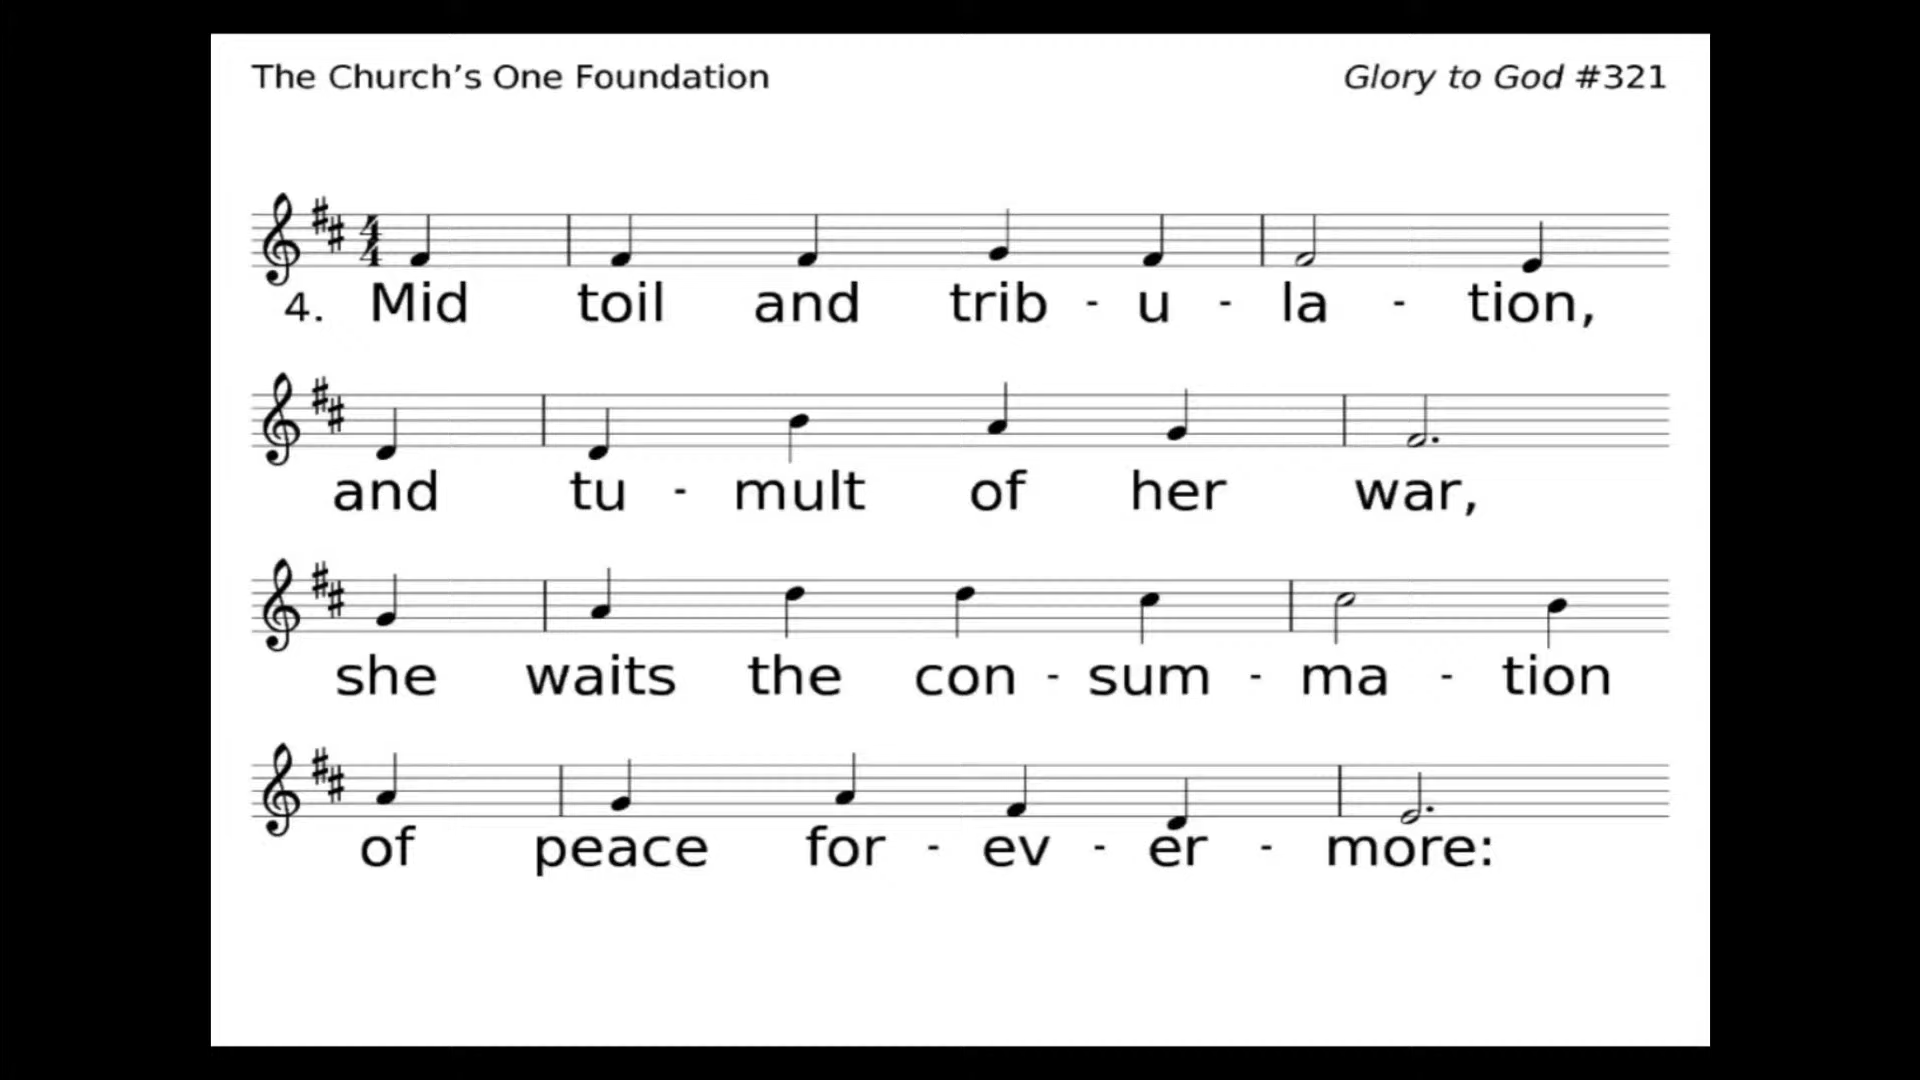 The Church’s One Foundation
Glory to God #321
4. Mid toil and trib - u - la - tion,
and tu - mult of her war,
she waits the con - sum - ma - tion
of peace for - ev - er - more: